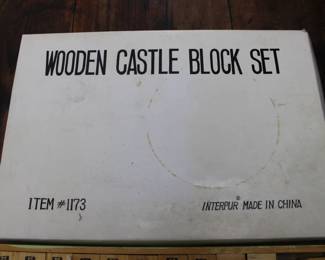 WOODEN CASTLE BLOCK SET
ITEM #1173
INTERPUR® MADE IN CHINA